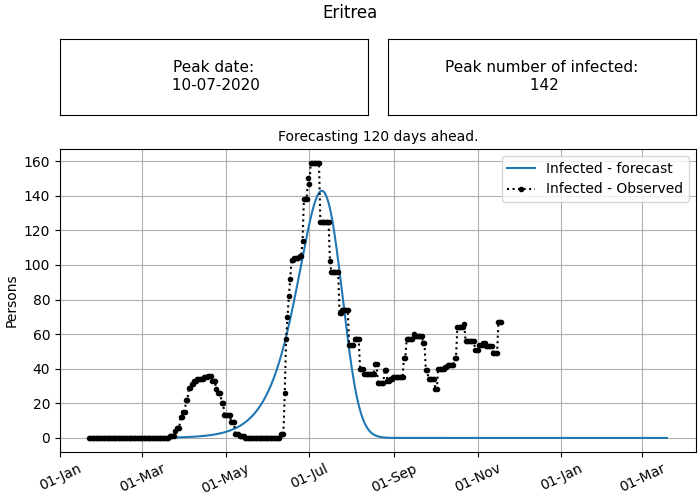 Eritrea
Peak date:
10-07-2020
Peak number of infected:
142
Forecasting 120 days ahead.
Infected - forecast
Infected - Observed
Persons
160
140
120
100
80
60
40
20
0
01-Jan
01-Mar
01-May
01-Jul
01-Sep
01-Nov
01-Jan
01-Mar